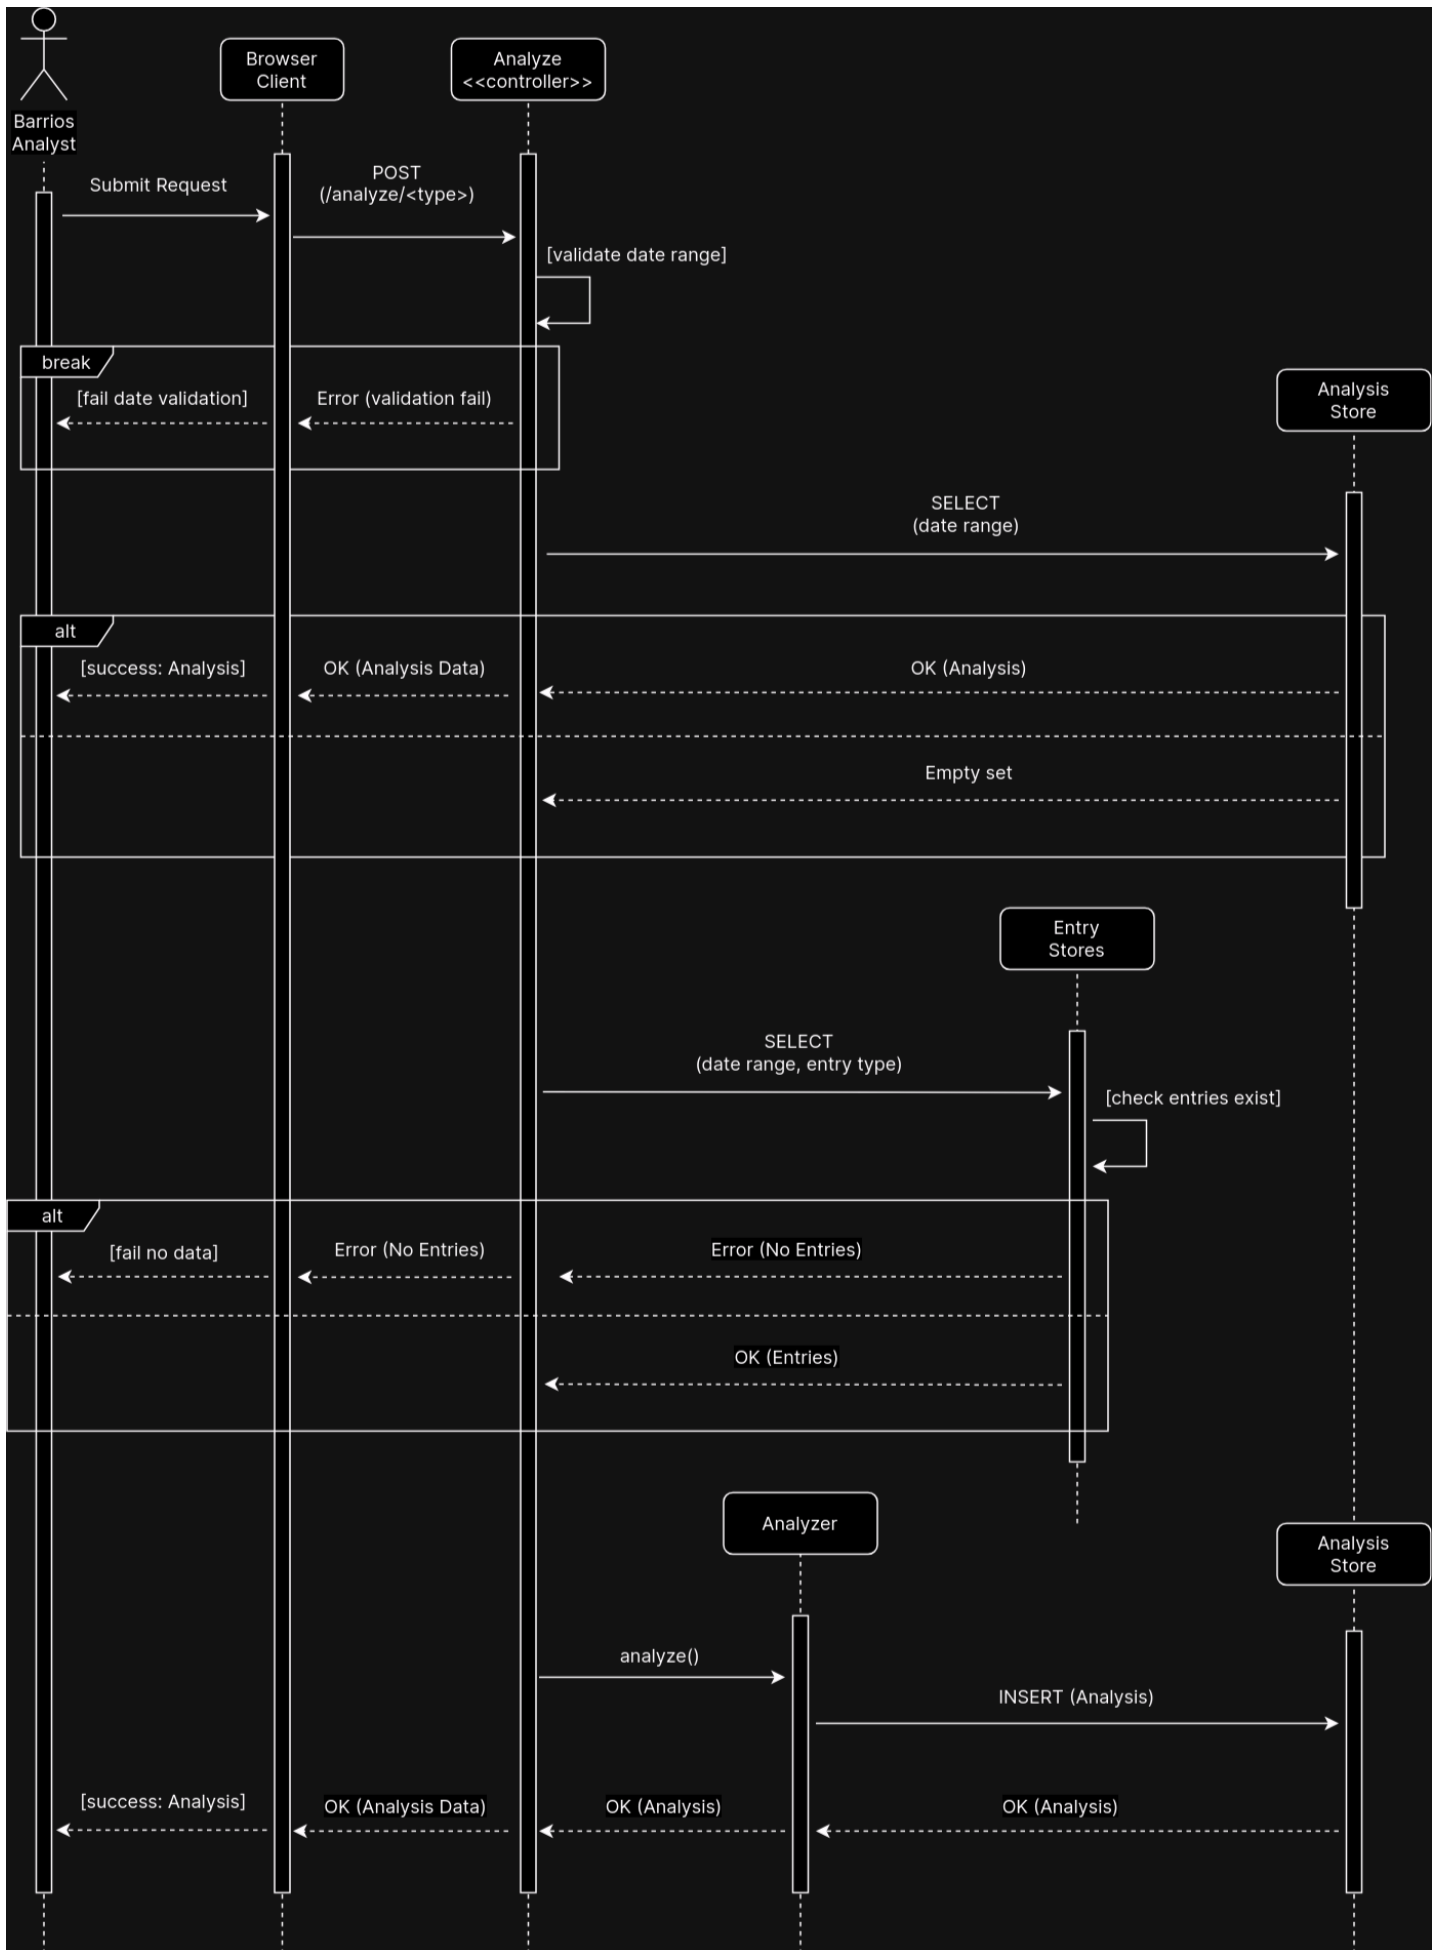 Browser
Client
Analyze
<<controller>>
Barrios
Analyst
Submit Request
POST
(/analyze/<type>)
[validate date range]
break
[fail date validation]
Error (validation fail)
Analysis
Store
SELECT
(date range)
alt
[success: Analysis]
OK (Analysis Data)
OK (Analysis)
Empty set
Entry
Stores
SELECT
(date range, entry type)
[check entries exist]
alt
[fail no data]
Error (No Entries)
Error (No Entries)
OK (Entries)
Analyzer
Analysis
Store
analyze()
INSERT (Analysis)
[success: Analysis]
OK (Analysis Data)
OK (Analysis)
OK (Analysis)